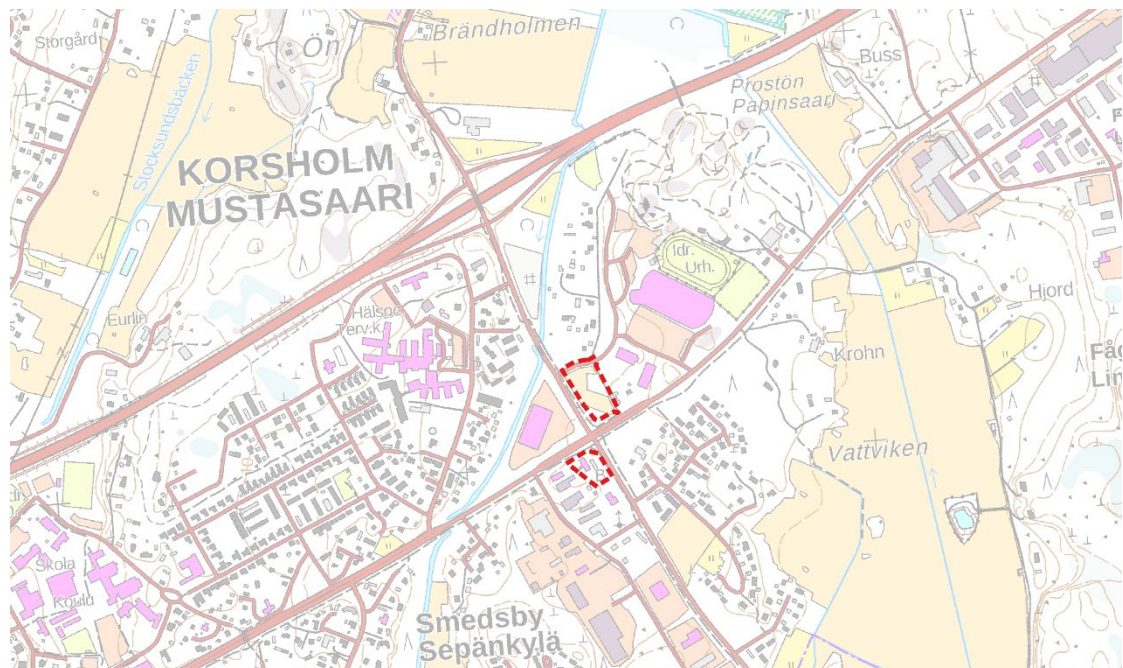 Storgård
Ön
Brändholmen
Buss
Prostön
Papinsaari
Stocksundsbäcken
KORSHOLM
MUSTASAARI
Idr.
Urh.
Hjord
Eurlin
Hälsoc
Terv.k.
Krohn
Fåg
Lin
Vattviken
Skola
Koulu
Smedsby
Sepänkylä